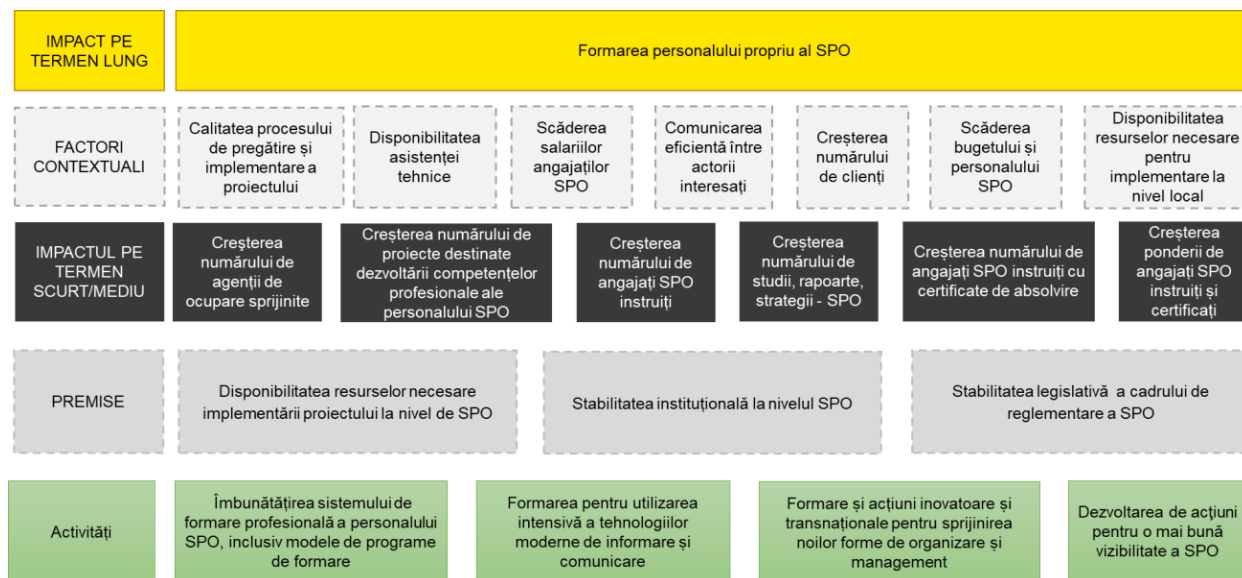 IMPACT PE
TERMEN LUNG
Formarea personalului propriu al SPO
FACTORI
CONTEXTUALI
Calitatea procesului
de pregătire și
implementare a
proiectului
Disponibilitatea
asistenței
tehnice
Scăderea
salariilor
angajaților
SPO
Comunicarea
eficientă între
actorii
interesați
Creșterea
numărului
de clienți
Scăderea
bugetului și
personalului
SPO
Disponibilitatea
resurselor necesare
pentru
implementare la
nivel local
IMPACTUL PE
TERMEN
SCURT/MEDIU
Creșterea
numărului de
agenții de
ocupare sprijinite
Creșterea numărului de
proiecte destinate
dezvoltării competențelor
profesionale ale
personalului SPO
Creșterea
numărului de
angajați SPO
instruiți
Creșterea
numărului de
studii, rapoarte,
strategii - SPO
Creșterea numărului de
angajați SPO instruiți cu
certificate de absolvire
Creșterea
ponderii de
angajați SPO
instruiți și
certificați
PREMISE
Disponibilitatea resurselor necesare
implementării proiectului la nivel de SPO
Stabilitatea instituțională la nivelul SPO
Stabilitatea legislativă a cadrului de
reglementare a SPO
Activități
Îmbunătățirea sistemului de
formare profesională a personalului
SPO, inclusiv modele de programe
de formare
Formarea pentru utilizarea
intensivă a tehnologiilor
moderne de informare și
comunicare
Formare și acțiuni inovatoare și
transnaționale pentru sprijinirea
noilor forme de organizare și
management
Dezvoltarea de acțiuni
pentru o mai bună
vizibilitate a SPO